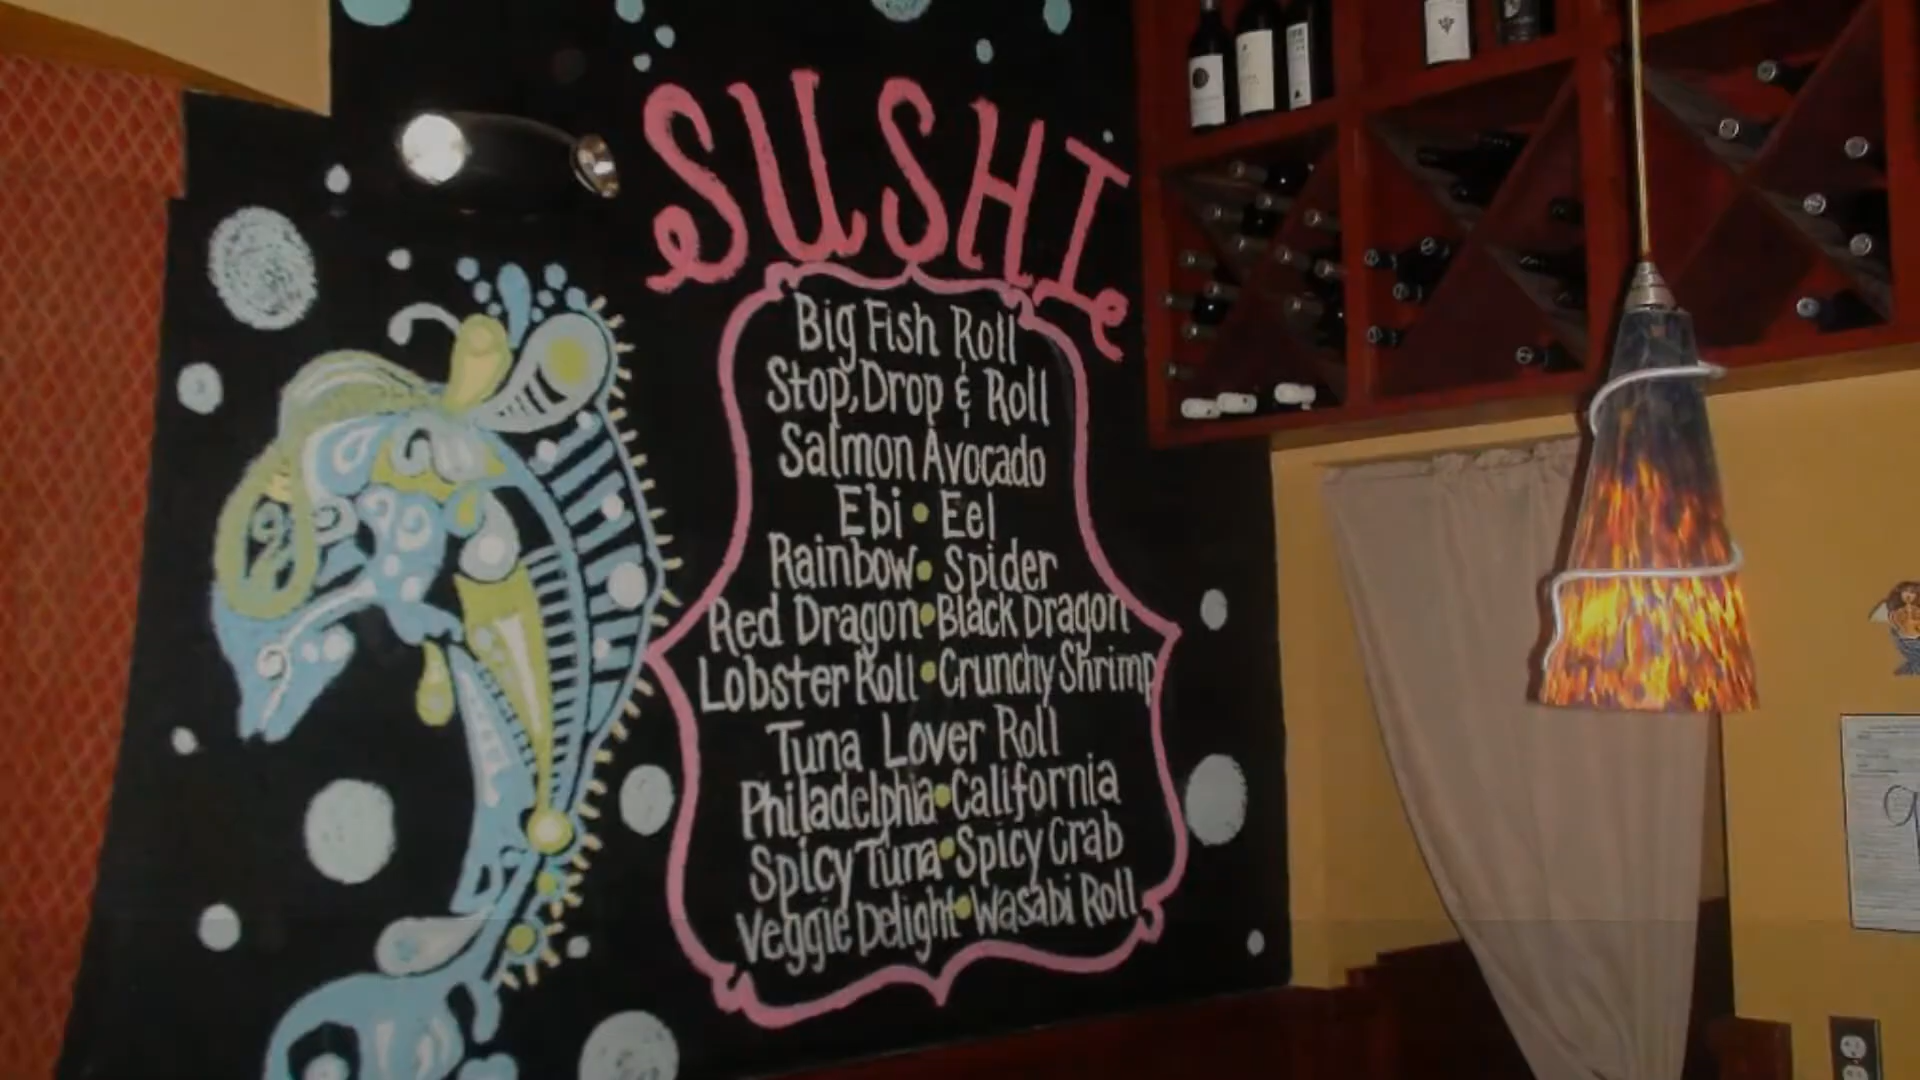 SUSHI
Big Fish Roll
Stop, Drop & Roll
Salmon Avocado
Ebi • Eel
Rainbow • Spider
Red Dragon • Black Dragon
Lobster Roll • Crunchy Shrimp
Tuna Lover Roll
Philadelphia • California
Spicy Tuna • Spicy Crab
Veggie Delight • Wasabi Roll